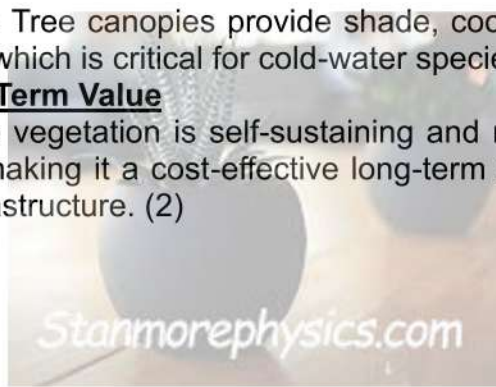 Tree canopies provide shade, coo
which is critical for cold-water specie
Term Value
vegetation is self-sustaining and
making it a cost-effective long-term
structure. (2)
Stanmorephysics.com